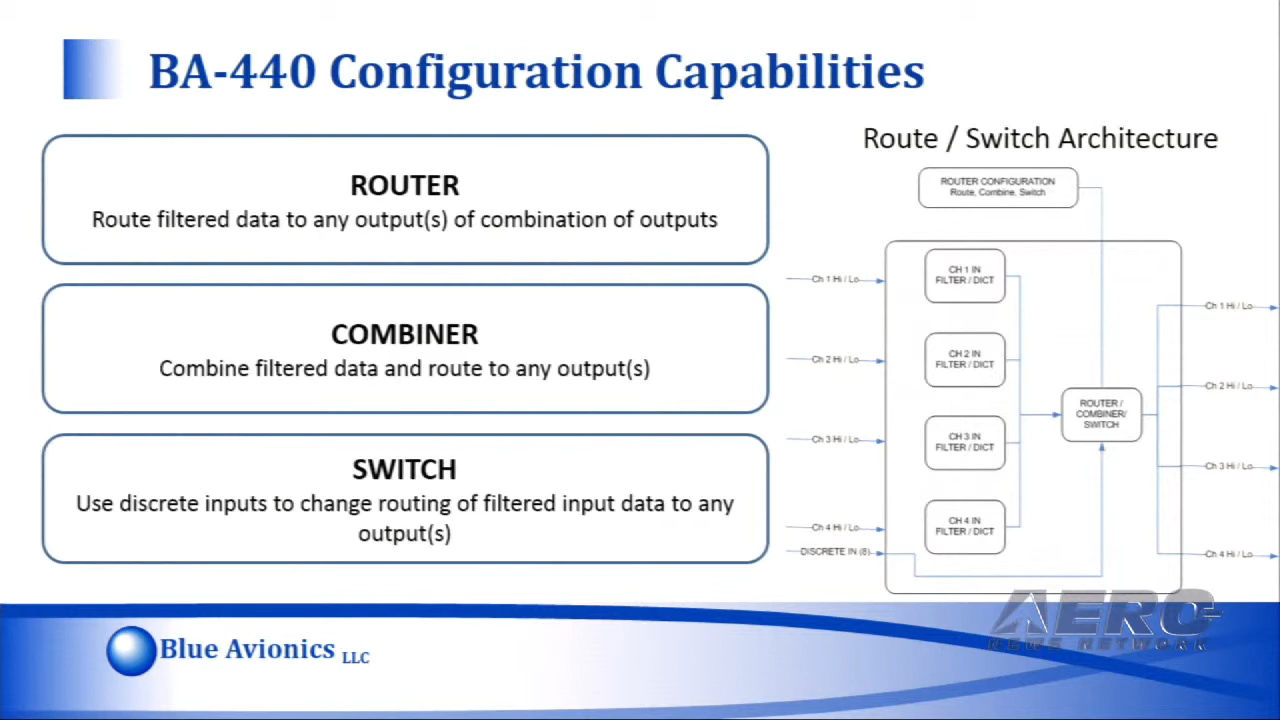 BA-440 Configuration Capabilities
ROUTER
Route filtered data to any output(s) of combination of outputs
COMBINER
Combine filtered data and route to any output(s)
SWITCH
Use discrete inputs to change routing of filtered input data to any
output(s)
Route / Switch Architecture
ROUTER CONFIGURATION
Route, Combine, Switch
Ch 1 Hi / Lo
Ch 2 Hi / Lo
Ch 3 Hi / Lo
Ch 4 Hi / Lo
DISCRETE IN (8)
CH 1 IN
FILTER / DICT
CH 2 IN
FILTER / DICT
CH 3 IN
FILTER / DICT
CH 4 IN
FILTER / DICT
ROUTER /
COMBINER/
SWITCH
Ch 1 Hi / Lo
Ch 2 Hi / Lo
Ch 3 Hi / Lo
Ch 4 Hi / Lo
Blue Avionics LLC
AERO
NEWS NETWORK